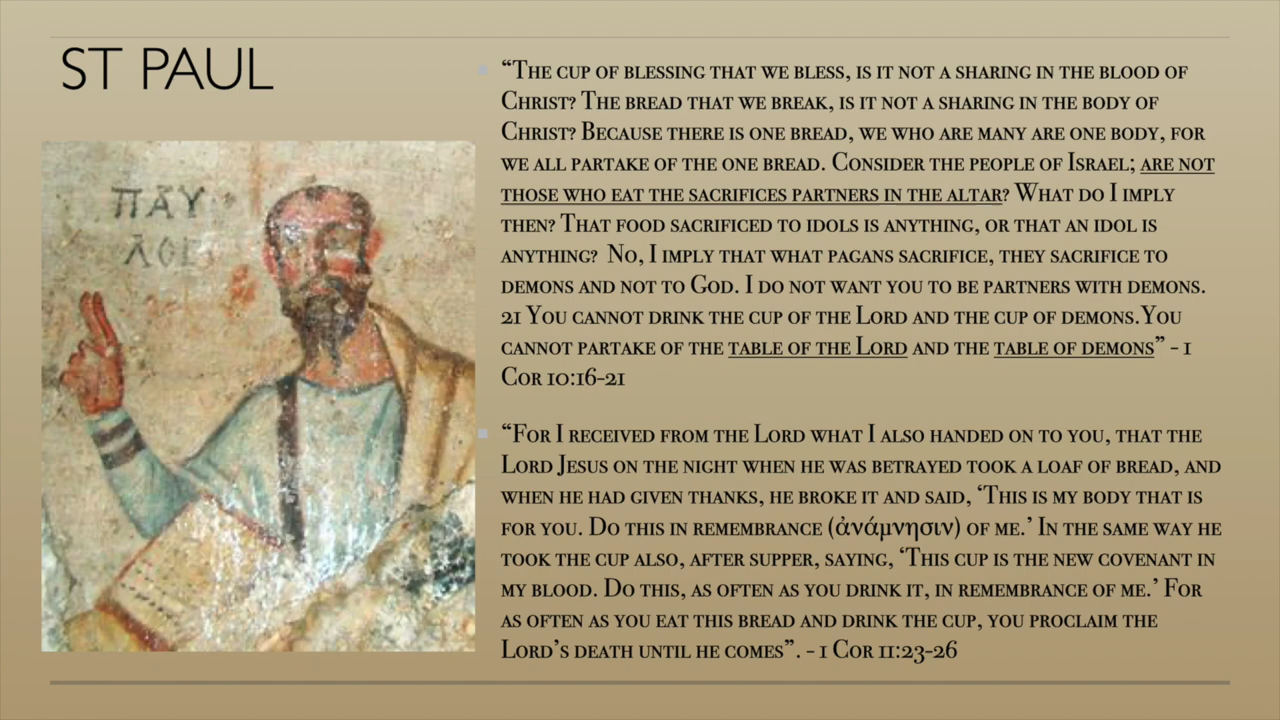 ST PAUL
ΠΑΥ
ΛΟΣ
“The cup of blessing that we bless, is it not a sharing in the blood of
Christ? The bread that we break, is it not a sharing in the body of
Christ? Because there is one bread, we who are many are one body, for
we all partake of the one bread. Consider the people of Israel; are not
those who eat the sacrifices partners in the altar? What do I imply
then? That food sacrificed to idols is anything, or that an idol is
anything?  No, I imply that what pagans sacrifice, they sacrifice to
demons and not to God. I do not want you to be partners with demons.
21 You cannot drink the cup of the Lord and the cup of demons.You
cannot partake of the table of the Lord and the table of demons” - 1
Cor 10:16-21
“For I received from the Lord what I also handed on to you, that the
Lord Jesus on the night when he was betrayed took a loaf of bread, and
when he had given thanks, he broke it and said, ‘This is my body that is
for you. Do this in remembrance (ἀνάμνησιν) of me.’ In the same way he
took the cup also, after supper, saying, ‘This cup is the new covenant in
my blood. Do this, as often as you drink it, in remembrance of me.’ For
as often as you eat this bread and drink the cup, you proclaim the
Lord’s death until he comes”. - 1 Cor 11:23-26